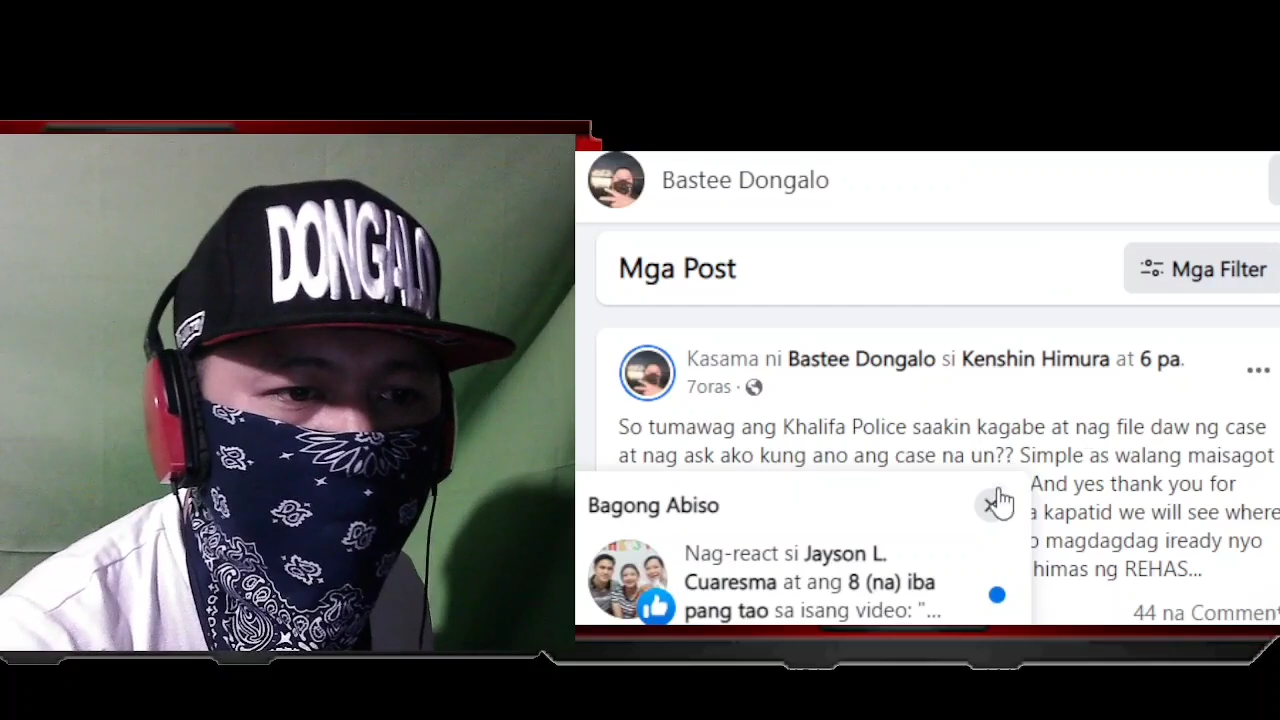 DONGALO
Bastee Dongalo
Mga Post
Mga Filter
Kasama ni Bastee Dongalo si Kenshin Himura at 6 pa.
7oras ·
So tumawag ang Khalifa Police saakin kagabe at nag file daw ng case
at nag ask ako kung ano ang case na un?? Simple as walang maisagot
And yes thank you for
kapatid we will see where
magdagdag iready nyo
himas ng REHAS...
44 na Comment
Bagong Abiso
Nag-react si Jayson L.
Cuaresma at ang 8 (na) iba
pang tao sa isang video: "...